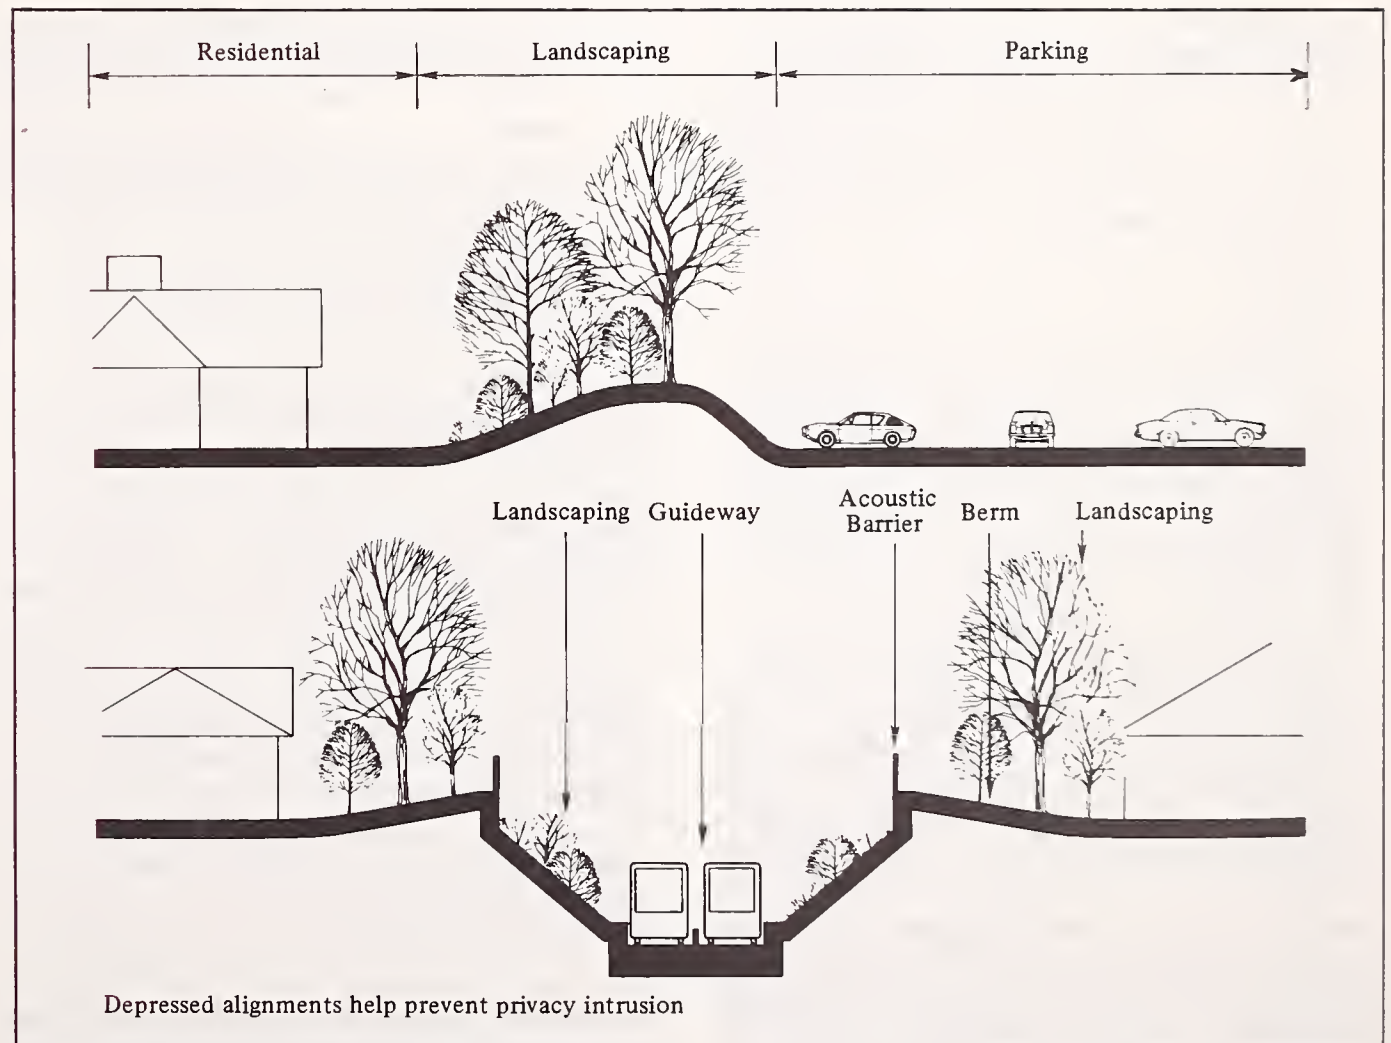 Residential
Landscaping
Parking
Landscaping
Guideway
Acoustic
Barrier
Berm
Landscaping
Depressed alignments help prevent privacy intrusion